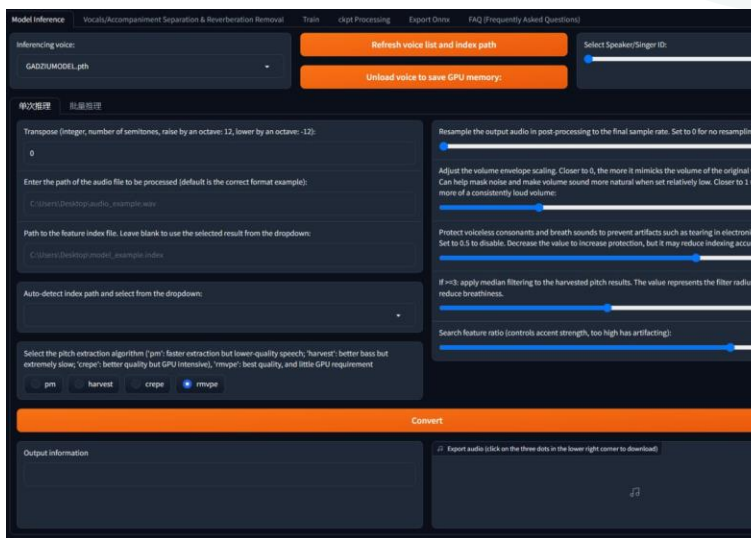 Model Inference Vocals/Accompaniment Separation & Reverberation Removal Train ckpt Processing Export Onnx FAQ (Frequently Asked Questions)
Inferencing voice:
GADZIUMODEL.pth
Refresh voice list and index path
Unload voice to save GPU memory:
Select Speaker/Singer ID:
单次推理 批量推理
Transpose (integer, number of semitones, raise by an octave: 12, lower by an octave: -12):
0
Enter the path of the audio file to be processed (default is the correct format example):
C:\Users\Desktop\audio_example.wav
Path to the feature index file. Leave blank to use the selected result from the dropdown:
C:\Users\Desktop\model_example.index
Auto-detect index path and select from the dropdown:
Select the pitch extraction algorithm ('pm': faster extraction but lower-quality speech; 'harvest': better bass but
extremely slow; 'crepe': better quality but GPU intensive), 'rmvpe': best quality, and little GPU requirement
pm harvest crepe rmvpe
Resample the output audio in post-processing to the final sample rate. Set to 0 for no resampling
Adjust the volume envelope scaling. Closer to 0, the more it mimicks the volume of the original
Can help mask noise and make volume sound more natural when set relatively low. Closer to 1
more of a consistently loud volume:
Protect voiceless consonants and breath sounds to prevent artifacts such as tearing in electroni
Set to 0.5 to disable. Decrease the value to increase protection, but it may reduce indexing accu
If >=3: apply median filtering to the harvested pitch results. The value represents the filter radiu
reduce breathiness.
Search feature ratio (controls accent strength, too high has artifacting):
Convert
Output information
Export audio (click on the three dots in the lower right corner to download)